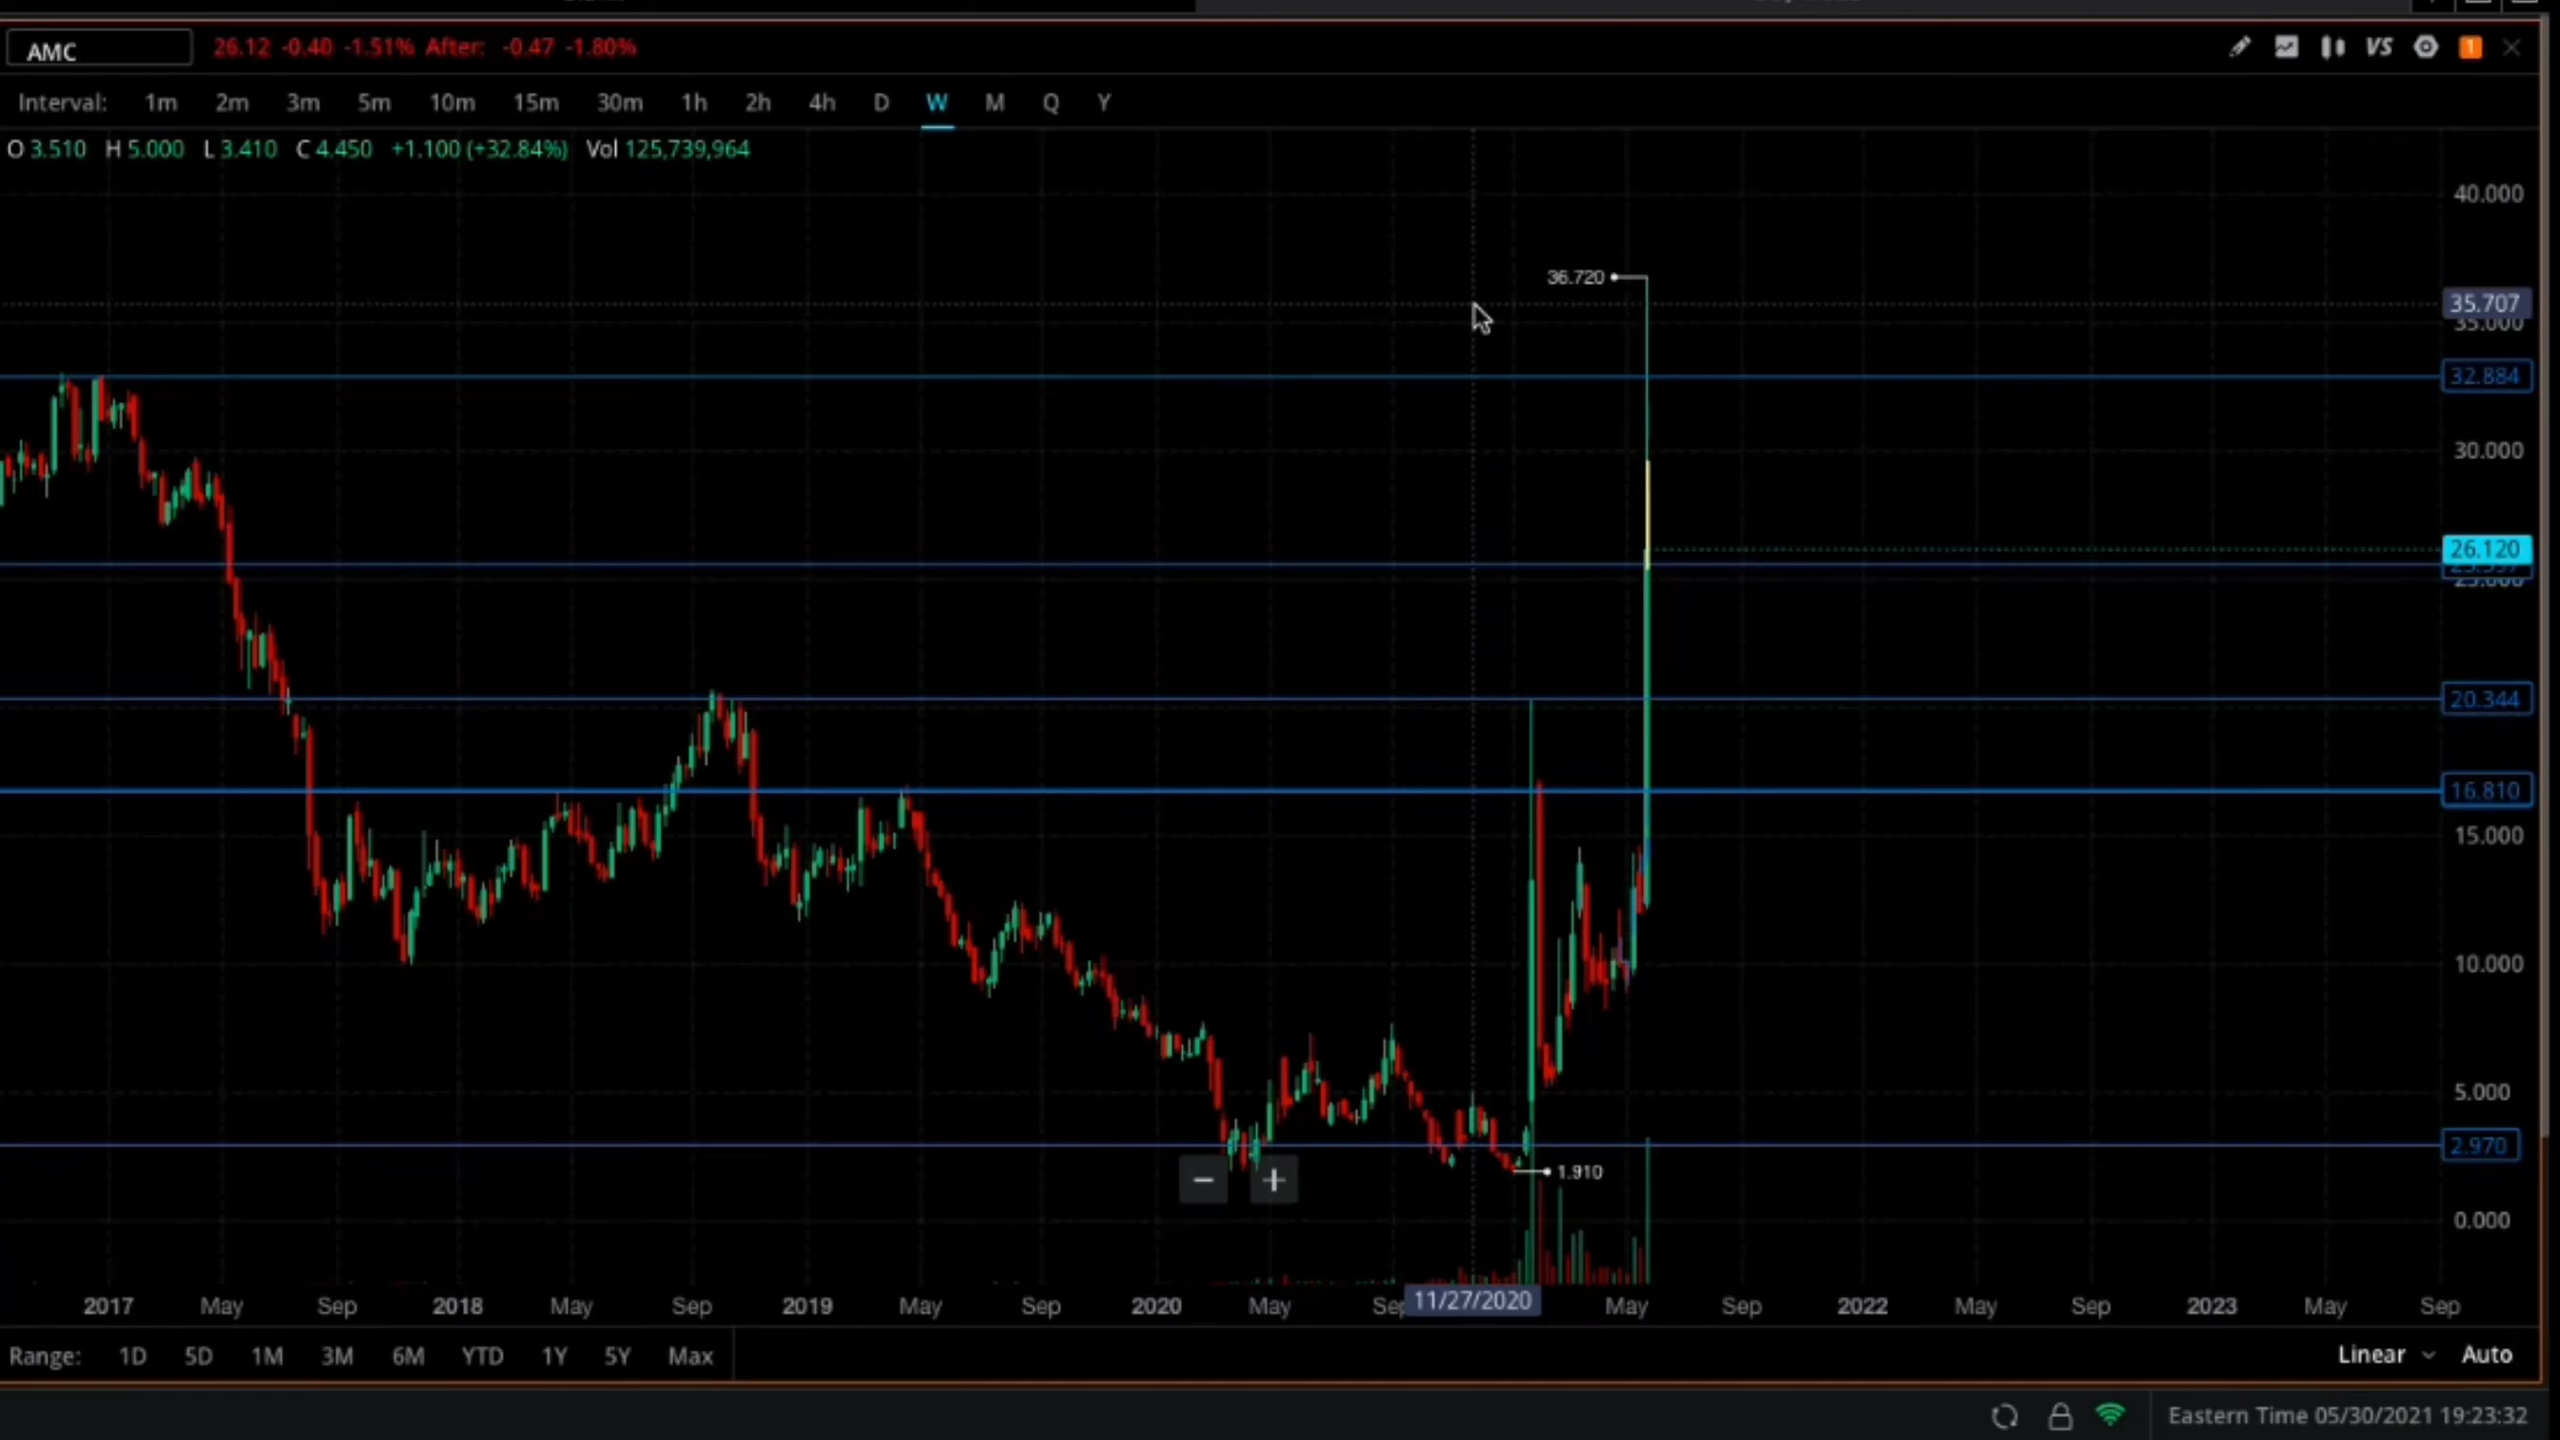 AMC 26.12 -0.40 -1.51% After: -0.47 -1.80% VS 1
Interval: 1m 2m 3m 5m 10m 15m 30m 1h 2h 4h D W M Q Y
O 3.510 H 5.000 L 3.410 C 4.450 +1.100 (+32.84%) Vol 125,739,964
40.000
36.720
35.707
35.000
32.884
30.000
26.120
25.000
20.344
16.810
15.000
10.000
5.000
2.970
1.910
− +
0.000
2017 May Sep 2018 May Sep 2019 May Sep 2020 May Sep 11/27/2020 May Sep 2022 May Sep 2023 May Sep
Range: 1D 5D 1M 3M 6M YTD 1Y 5Y Max Linear Auto
Eastern Time 05/30/2021 19:23:32